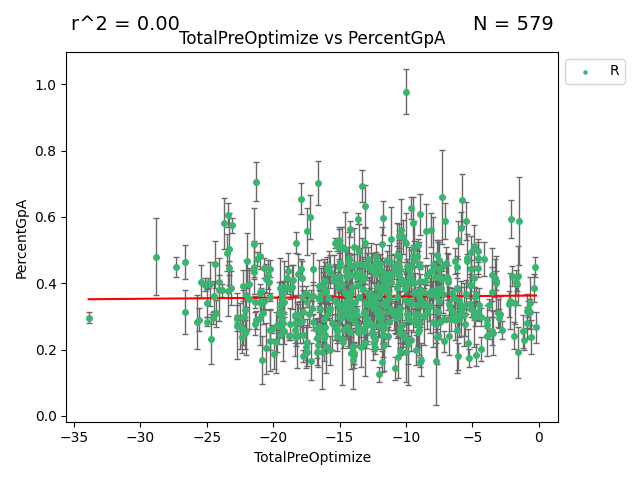 r^2 = 0.00
N = 579
TotalPreOptimize vs PercentGpA
R
1.0
0.8
0.6
0.4
0.2
0.0
PercentGpA
−35
−30
−25
−20
−15
−10
−5
0
TotalPreOptimize